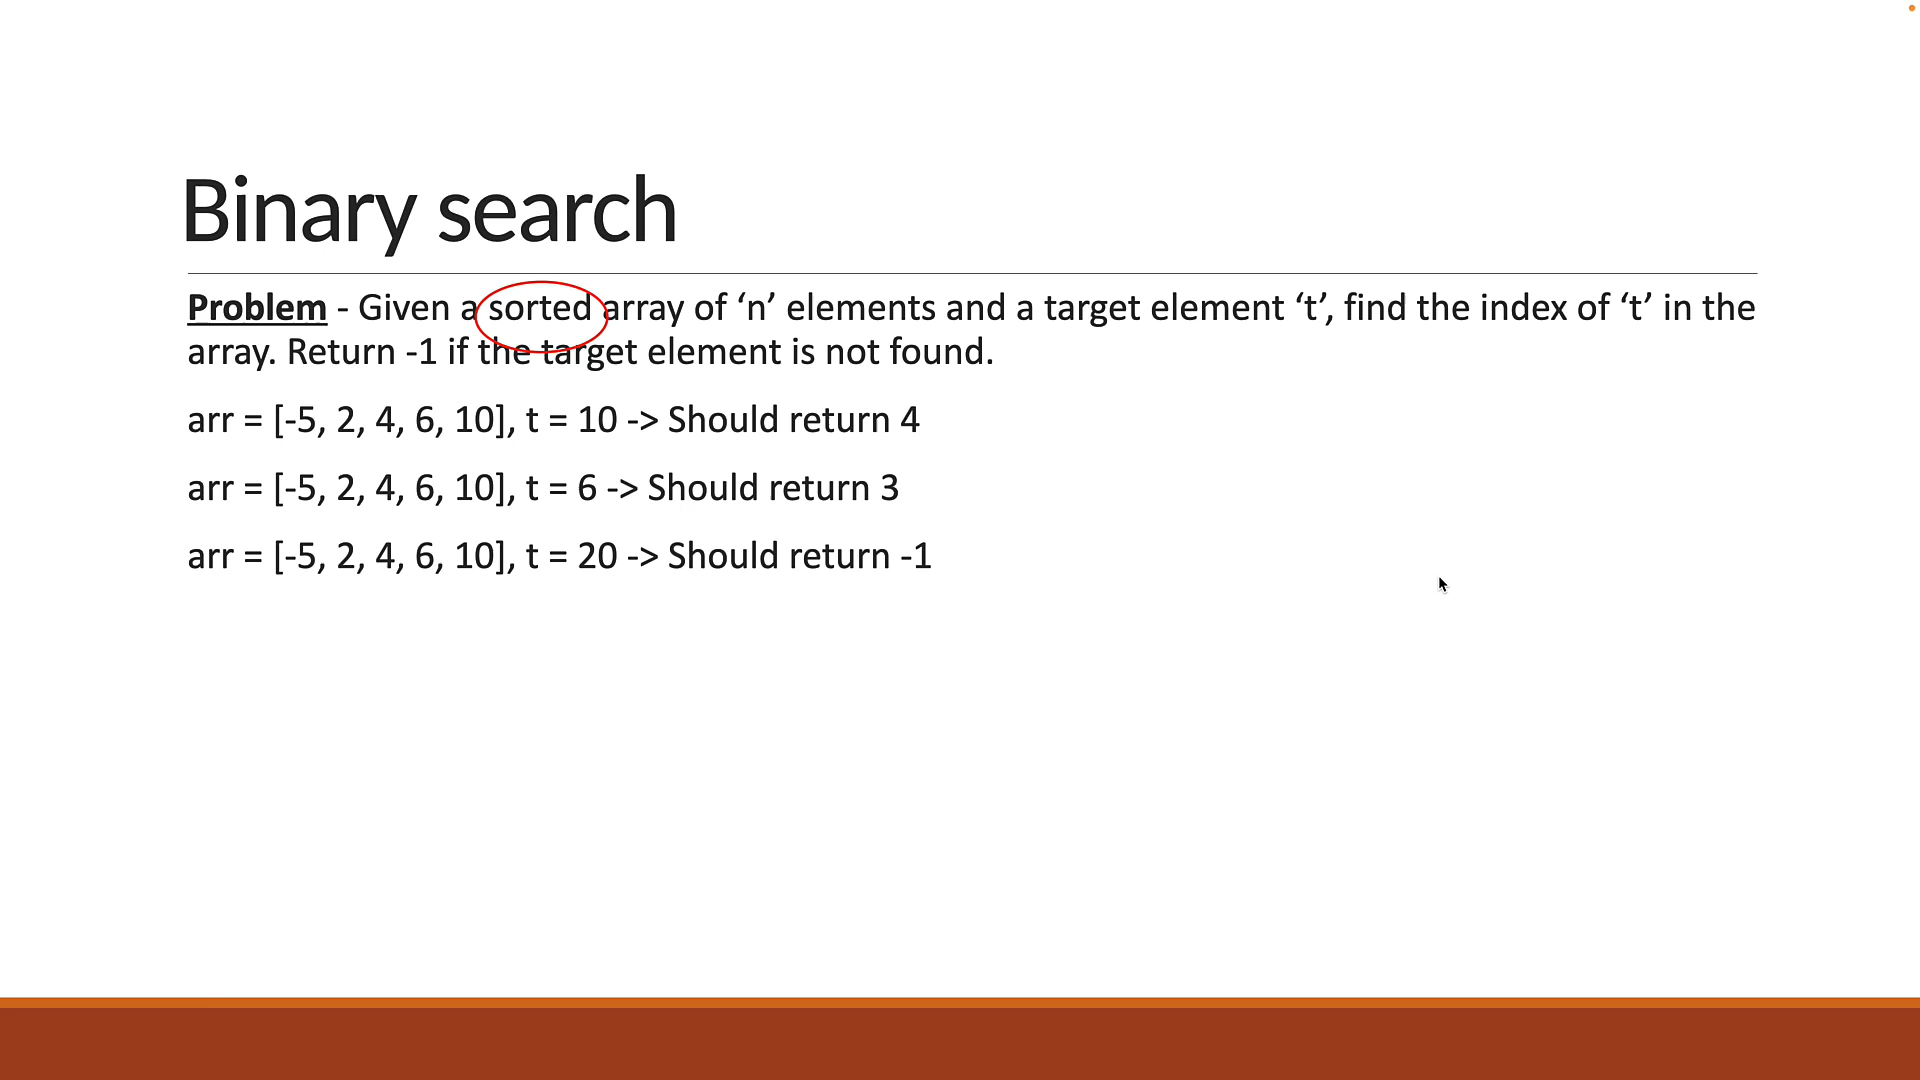 Binary search
Problem - Given a sorted array of ‘n’ elements and a target element ‘t’, find the index of ‘t’ in the
array. Return -1 if the target element is not found.
arr = [-5, 2, 4, 6, 10], t = 10 -> Should return 4
arr = [-5, 2, 4, 6, 10], t = 6 -> Should return 3
arr = [-5, 2, 4, 6, 10], t = 20 -> Should return -1